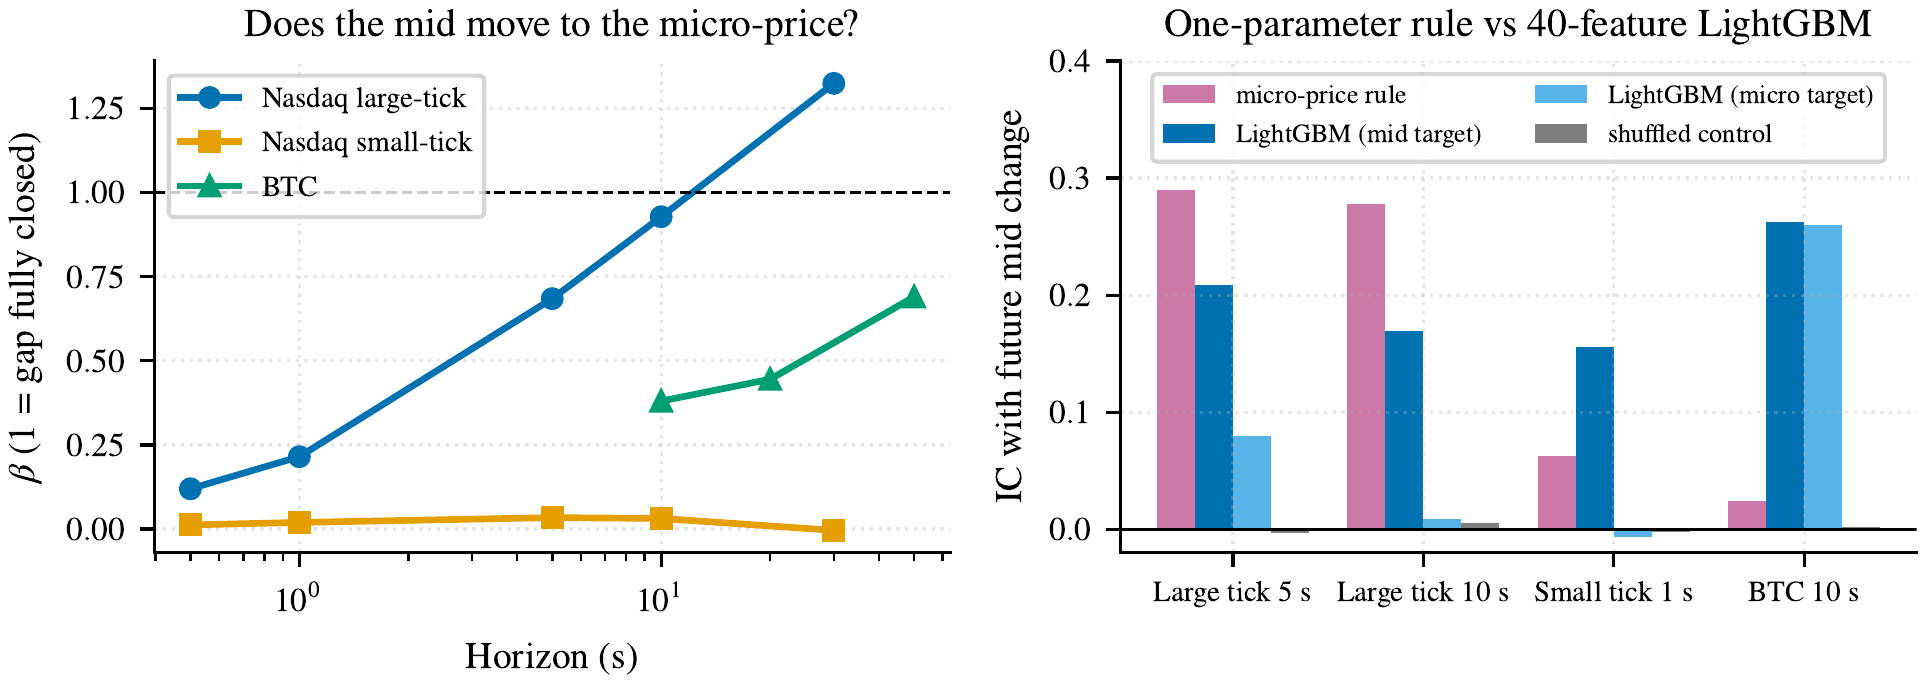 Does the mid move to the micro-price?
β (1 = gap fully closed)
1.25
1.00
0.75
0.50
0.25
0.00
Nasdaq large-tick
Nasdaq small-tick
BTC
10⁰
10¹
Horizon (s)
One-parameter rule vs 40-feature LightGBM
IC with future mid change
0.4
0.3
0.2
0.1
0.0
micro-price rule
LightGBM (mid target)
LightGBM (micro target)
shuffled control
Large tick 5 s
Large tick 10 s
Small tick 1 s
BTC 10 s